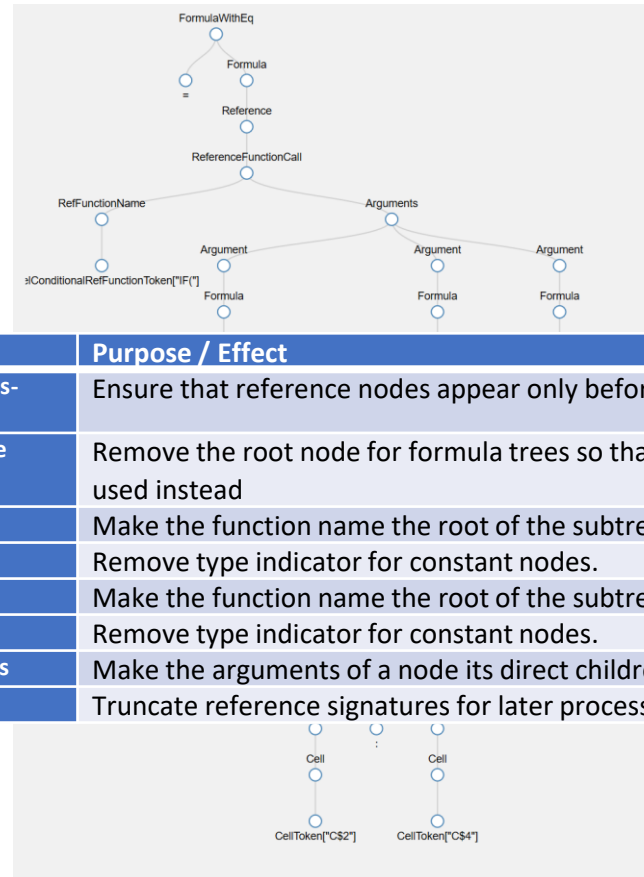 FormulaWithEq
Formula
=
Reference
ReferenceFunctionCall
RefFunctionName
Arguments
Argument Argument Argument
lConditionalRefFunctionToken["IF("]
Formula Formula Formula
Purpose / Effect
s- Ensure that reference nodes appear only befor
e Remove the root node for formula trees so tha
used instead
Make the function name the root of the subtre
Remove type indicator for constant nodes.
Make the function name the root of the subtre
Remove type indicator for constant nodes.
s Make the arguments of a node its direct childre
Truncate reference signatures for later process
:
Cell Cell
CellToken["C$2"] CellToken["C$4"]